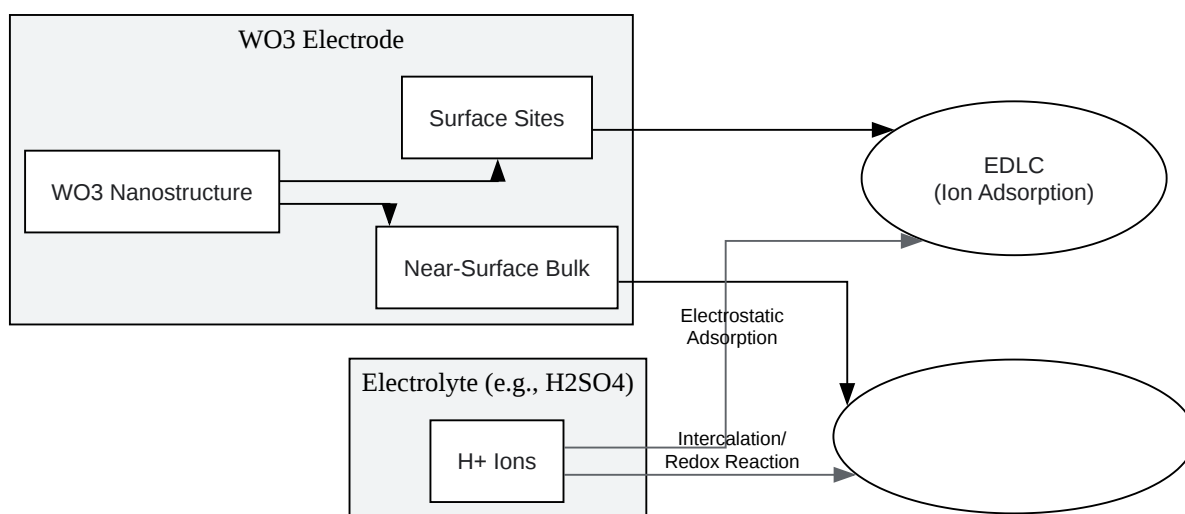 WO3 Electrode
Surface Sites
WO3 Nanostructure
Near-Surface Bulk
EDLC
(Ion Adsorption)
Electrostatic
Adsorption
Electrolyte (e.g., H2SO4)
H+ Ions
Intercalation/
Redox Reaction